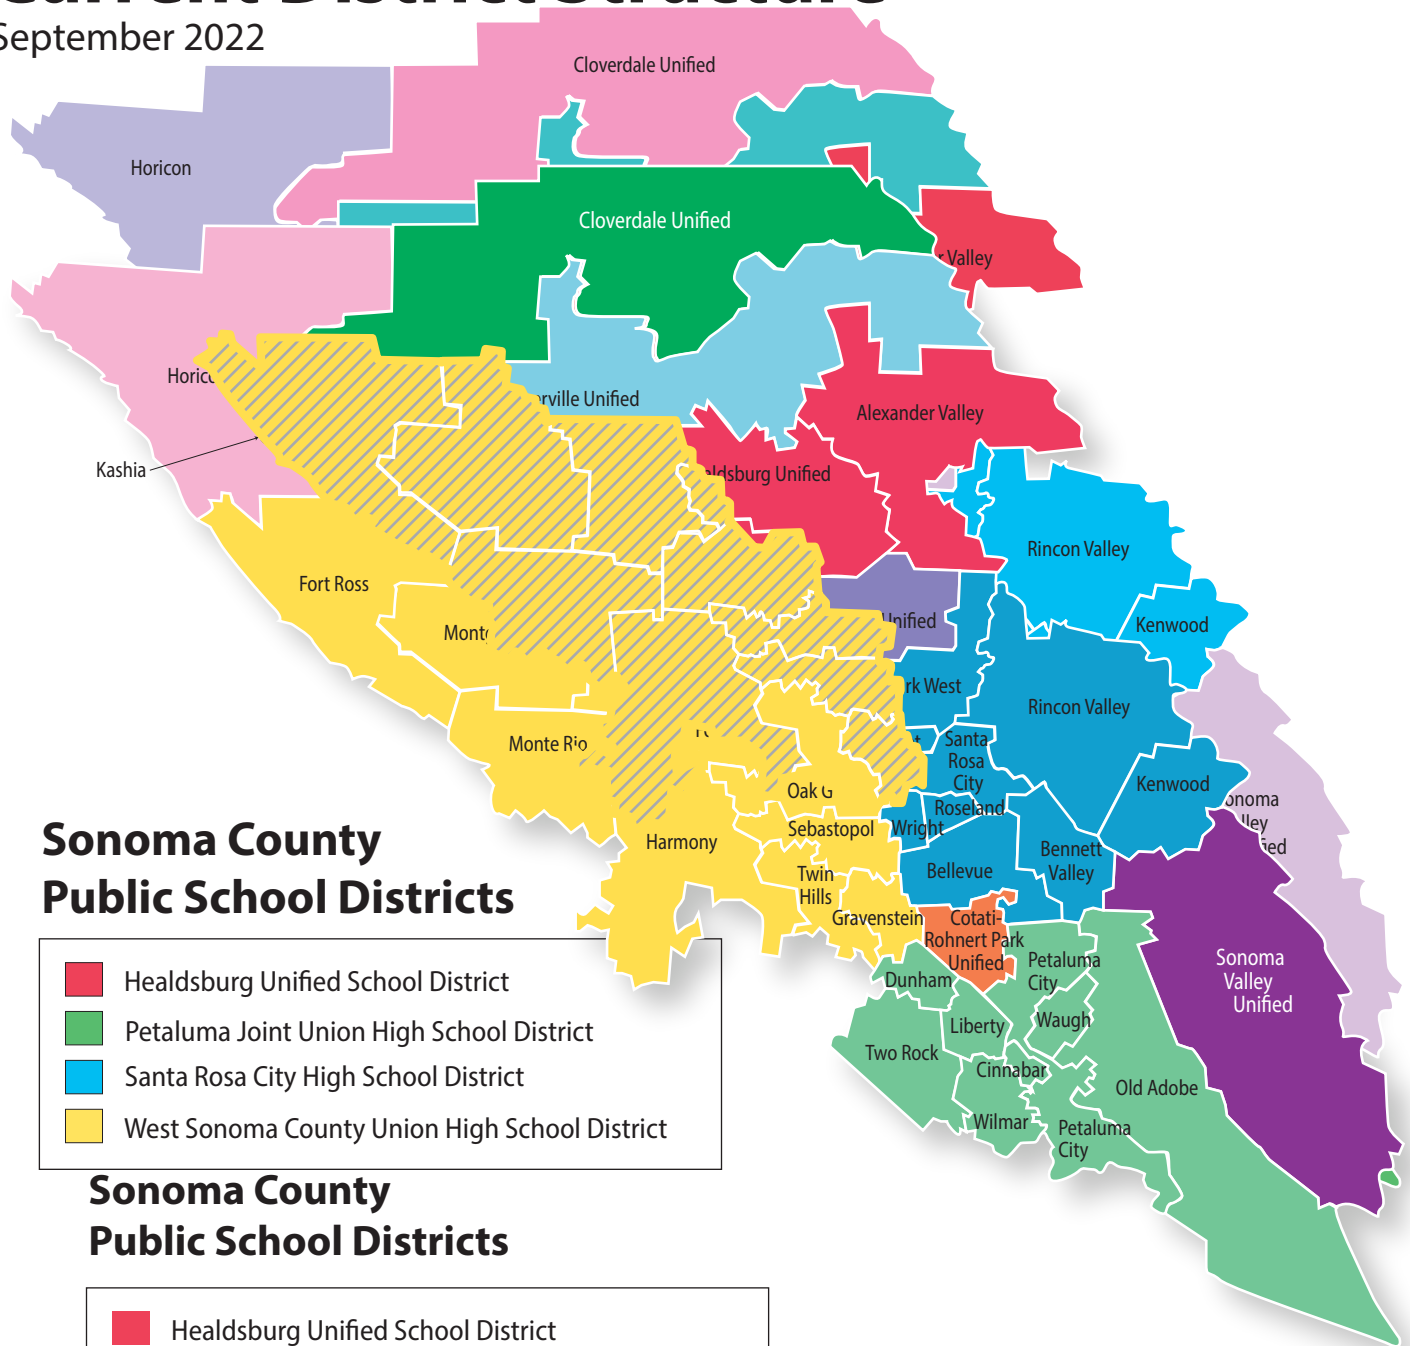 Current District Structure
September 2022
Cloverdale Unified
Horicon
Cloverdale Unified
Valley
Unified
Alexander Valley
Unified
Kashia
Rincon Valley
Fort Ross
Kenwood
Unified
West
Rincon Valley
Monte Rio
Santa
Rosa
City
Kenwood
Oak
Roseland
Wright
Sebastopol
Harmony
Bennett
Valley
Bellevue
Twin
Hills
Gravenstein
Cotati-
Rohnert Park
Unified
Sonoma
Valley
Unified
Petaluma
City
Dunham
Liberty
Waugh
Two Rock
Cinnabar
Old Adobe
Wilmar
Petaluma
City
Sonoma County
Public School Districts
Healdsburg Unified School District
Petaluma Joint Union High School District
Santa Rosa City High School District
West Sonoma County Union High School District
Sonoma County
Public School Districts
Healdsburg Unified School District